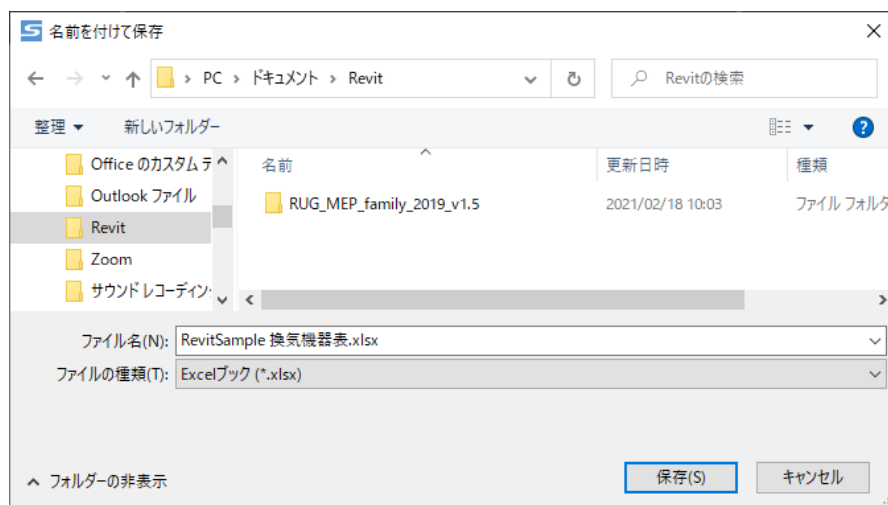 名前を付けて保存
PC › ドキュメント › Revit
Revitの検索
整理 新しいフォルダー
Office のカスタム テ
Outlook ファイル
Revit
Zoom
サウンド レコーディン
名前 更新日時 種類
RUG_MEP_family_2019_v1.5 2021/02/18 10:03 ファイル フォルダ
ファイル名(N): RevitSample 換気機器表.xlsx
ファイルの種類(T): Excelブック (*.xlsx)
フォルダーの非表示
保存(S) キャンセル